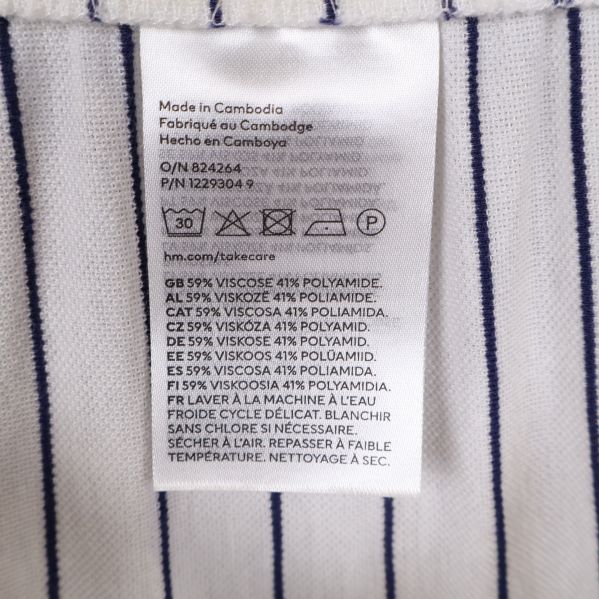 Made in Cambodia
Fabriqué au Cambodge
Hecho en Camboya
O/N 824264
P/N 1229304 9
30 P
hm.com/takecare
GB 59% VISCOSE 41% POLYAMIDE.
AL 59% VISKOZË 41% POLIAMIDE.
CAT 59% VISCOSA 41% POLIAMIDA.
CZ 59% VISKÓZA 41% POLYAMID.
DE 59% VISKOSE 41% POLYAMID.
EE 59% VISKOOS 41% POLÜAMIID.
ES 59% VISCOSA 41% POLIAMIDA.
FI 59% VISKOOSIA 41% POLYAMIDIA.
FR LAVER À LA MACHINE À L'EAU
FROIDE CYCLE DÉLICAT. BLANCHIR
SANS CHLORE SI NÉCESSAIRE.
SÉCHER À L'AIR. REPASSER À FAIBLE
TEMPÉRATURE. NETTOYAGE À SEC.